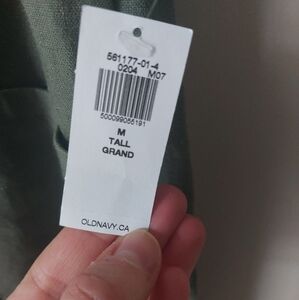 561177-01-4
0204 M07
500099055191
M
TALL
GRAND
OLDNAVY.CA